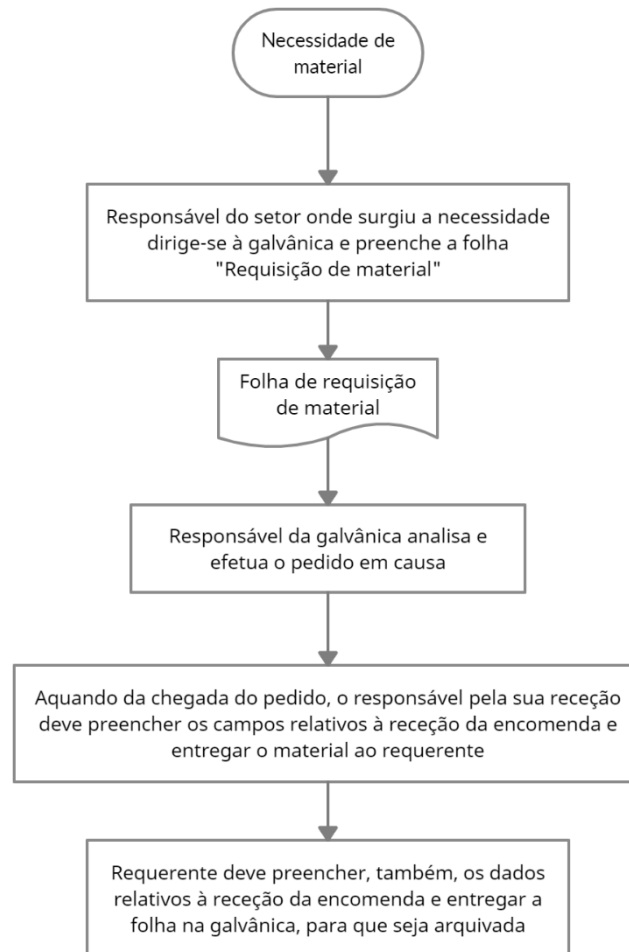 Necessidade de
material
Responsável do setor onde surgiu a necessidade
dirige-se à galvânica e preenche a folha
"Requisição de material"
Folha de requisição
de material
Responsável da galvânica analisa e
efetua o pedido em causa
Aquando da chegada do pedido, o responsável pela sua receção
deve preencher os campos relativos à receção da encomenda e
entregar o material ao requerente
Requerente deve preencher, também, os dados
relativos à receção da encomenda e entregar a
folha na galvânica, para que seja arquivada